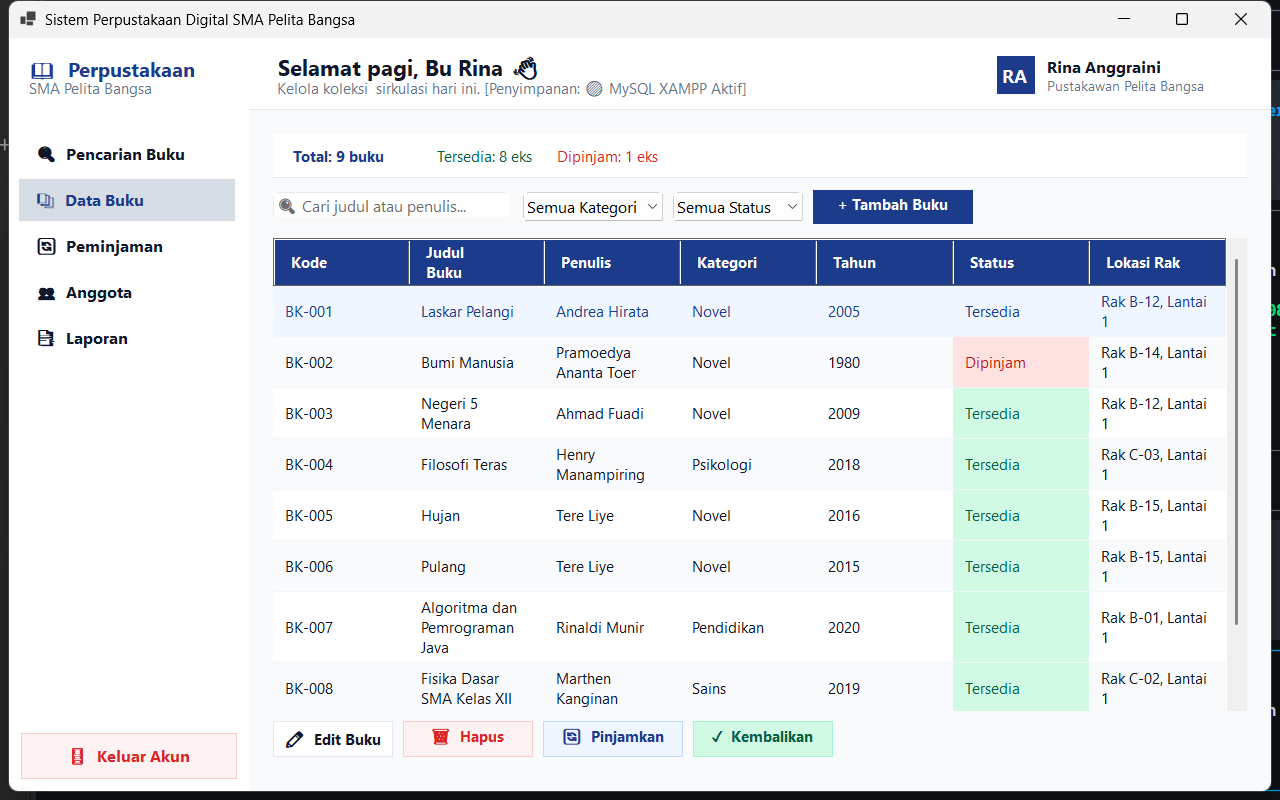 Sistem Perpustakaan Digital SMA Pelita Bangsa
Perpustakaan
SMA Pelita Bangsa
Selamat pagi, Bu Rina
Kelola koleksi  sirkulasi hari ini. [Penyimpanan: MySQL XAMPP Aktif]
RA
Rina Anggraini
Pustakawan Pelita Bangsa
Pencarian Buku
Data Buku
Peminjaman
Anggota
Laporan
Keluar Akun
Total: 9 buku
Tersedia: 8 eks
Dipinjam: 1 eks
Cari judul atau penulis...
Semua Kategori
Semua Status
+ Tambah Buku
Kode
Judul
Buku
Penulis
Kategori
Tahun
Status
Lokasi Rak
BK-001
Laskar Pelangi
Andrea Hirata
Novel
2005
Tersedia
Rak B-12, Lantai
1
BK-002
Bumi Manusia
Pramoedya
Ananta Toer
Novel
1980
Dipinjam
Rak B-14, Lantai
1
BK-003
Negeri 5
Menara
Ahmad Fuadi
Novel
2009
Tersedia
Rak B-12, Lantai
1
BK-004
Filosofi Teras
Henry
Manampiring
Psikologi
2018
Tersedia
Rak C-03, Lantai
1
BK-005
Hujan
Tere Liye
Novel
2016
Tersedia
Rak B-15, Lantai
1
BK-006
Pulang
Tere Liye
Novel
2015
Tersedia
Rak B-15, Lantai
1
BK-007
Algoritma dan
Pemrograman
Java
Rinaldi Munir
Pendidikan
2020
Tersedia
Rak B-01, Lantai
1
BK-008
Fisika Dasar
SMA Kelas XII
Marthen
Kanginan
Sains
2019
Tersedia
Rak C-02, Lantai
1
Edit Buku
Hapus
Pinjamkan
✓ Kembalikan